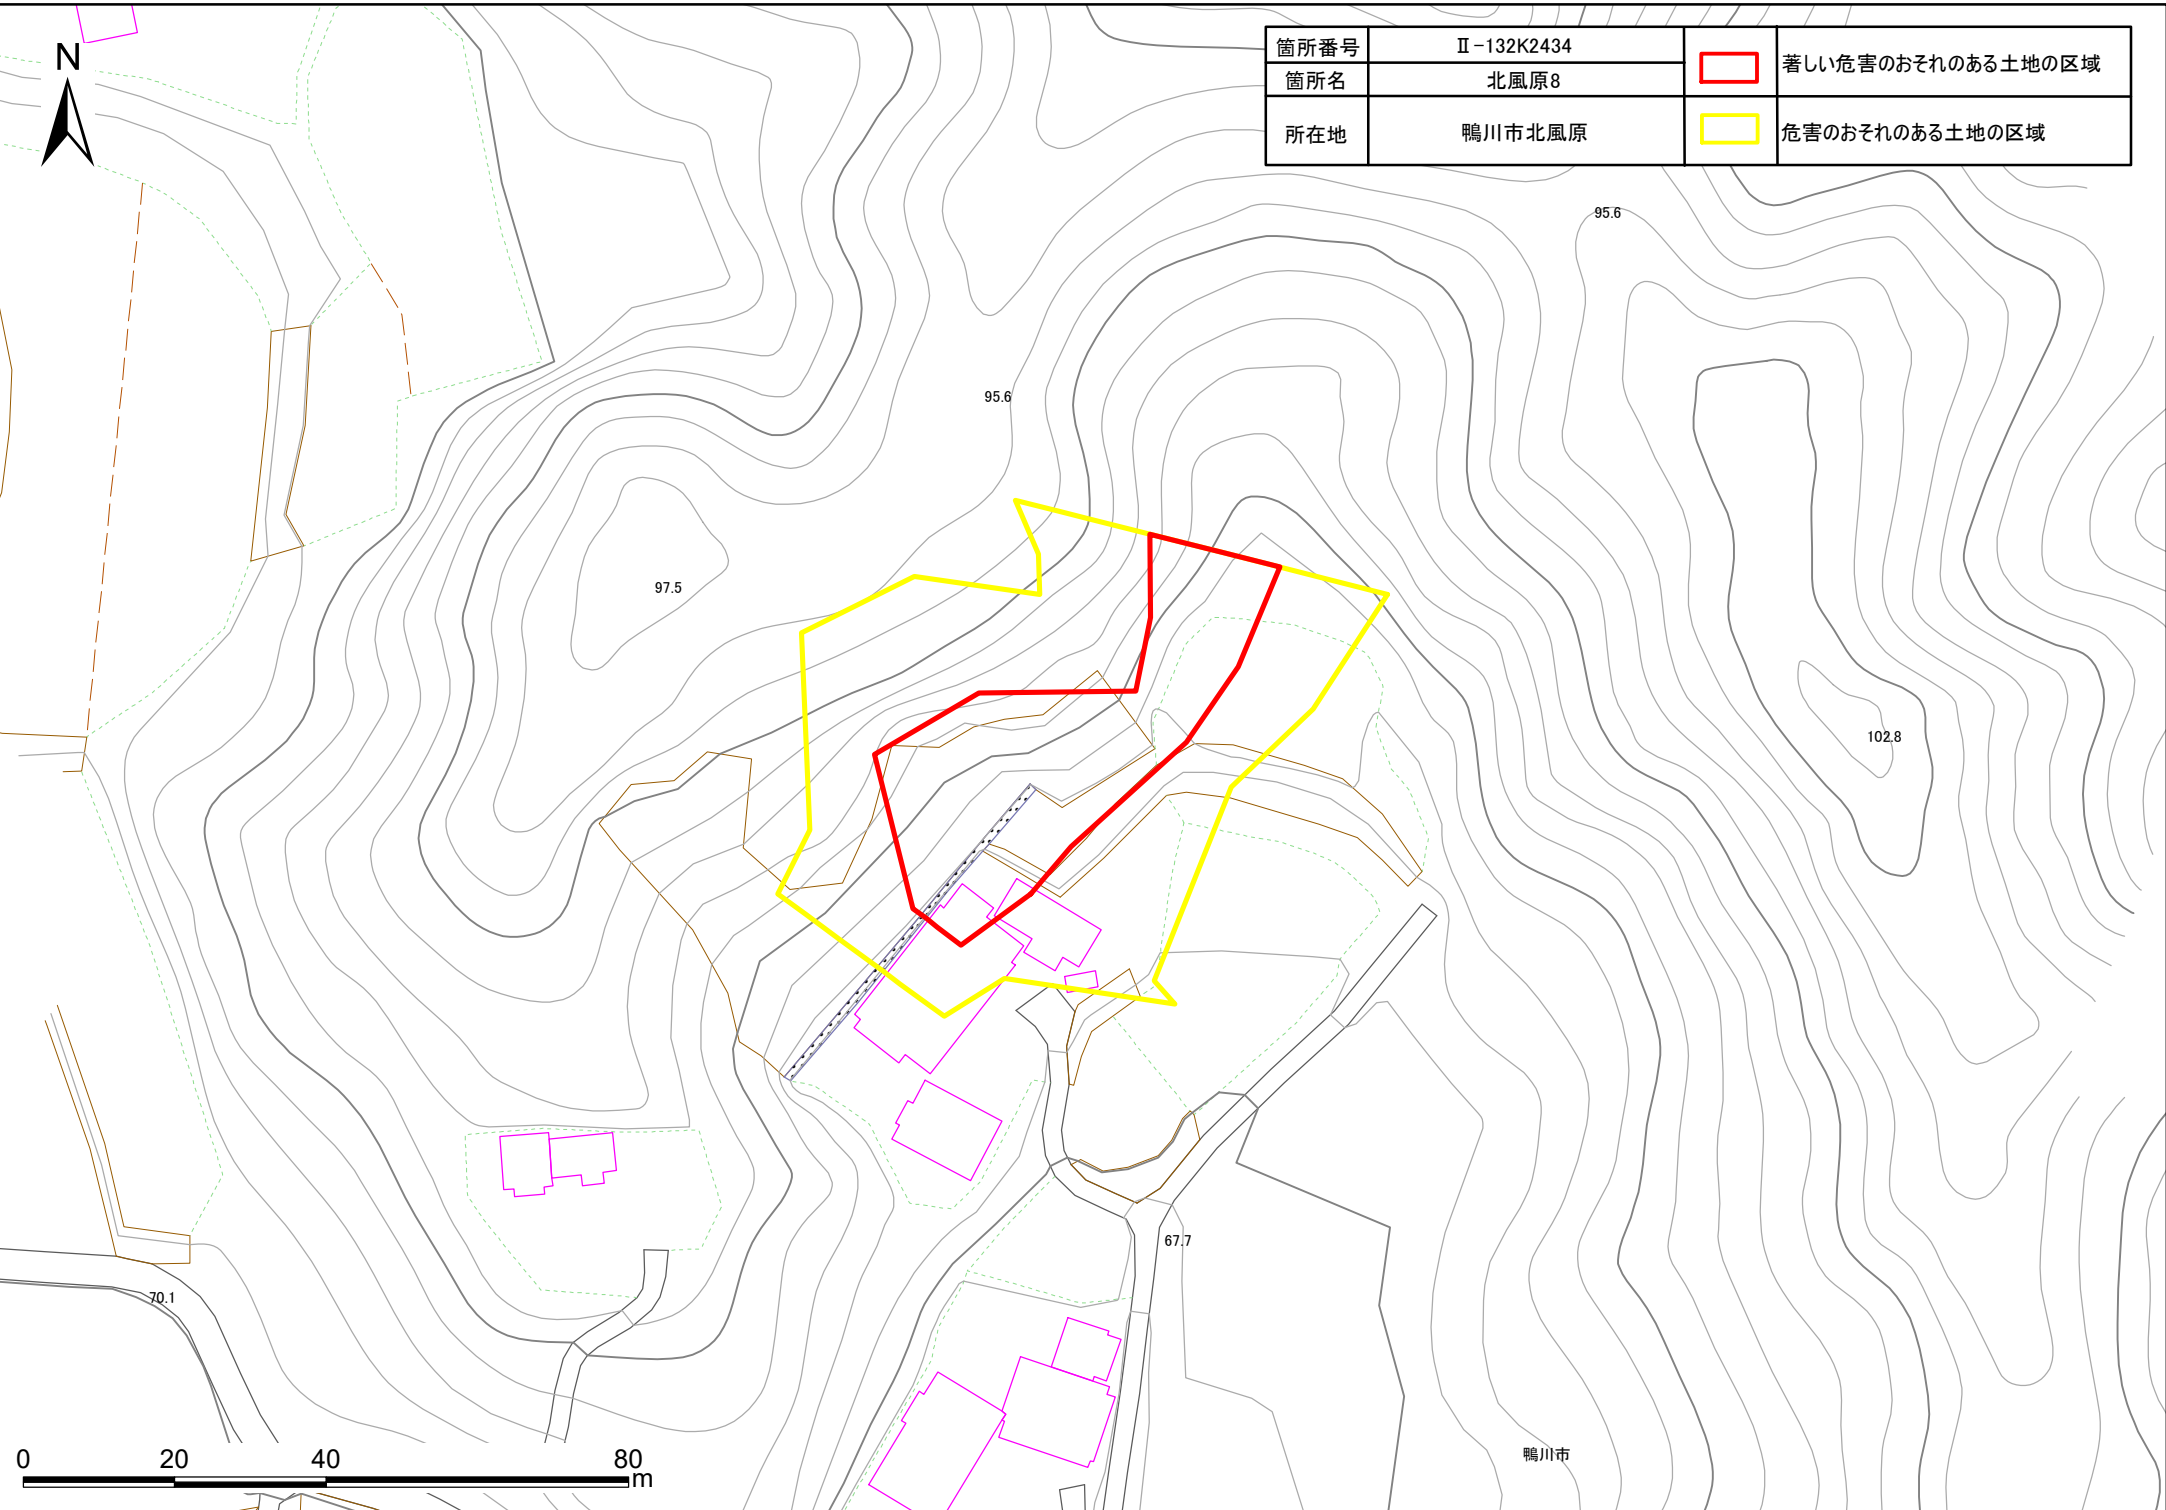 N
箇所番号 Ⅱ-132K2434 著しい危害のおそれのある土地の区域
箇所名 北風原8
所在地 鴨川市北風原 危害のおそれのある土地の区域
95.6
95.6
97.5
102.8
67.7
70.1
鴨川市
0 20 40 80
m